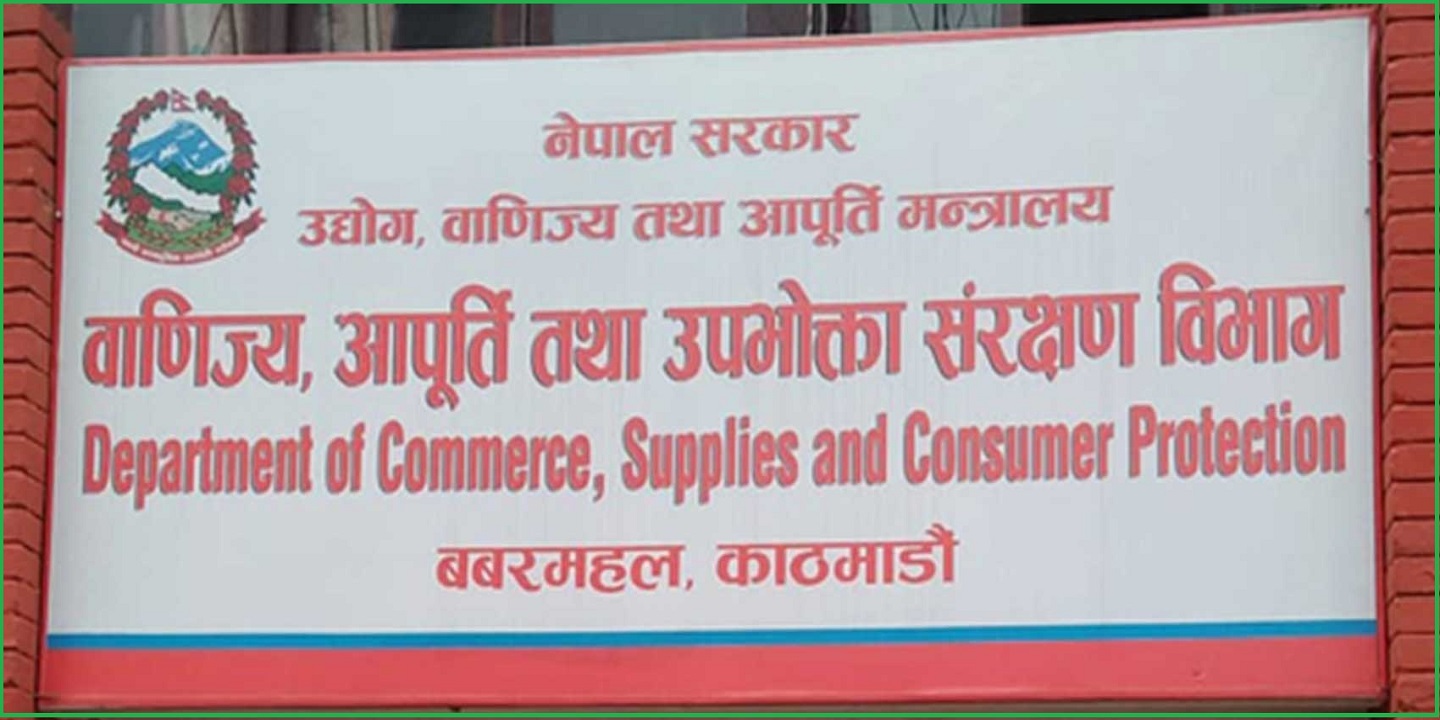 नेपाल सरकार
उद्योग, वाणिज्य तथा आपूर्ति मन्त्रालय
वाणिज्य, आपूर्ति तथा उपभोक्ता संरक्षण विभाग
Department of Commerce, Supplies and Consumer Protection
बबरमहल, काठमाडौं